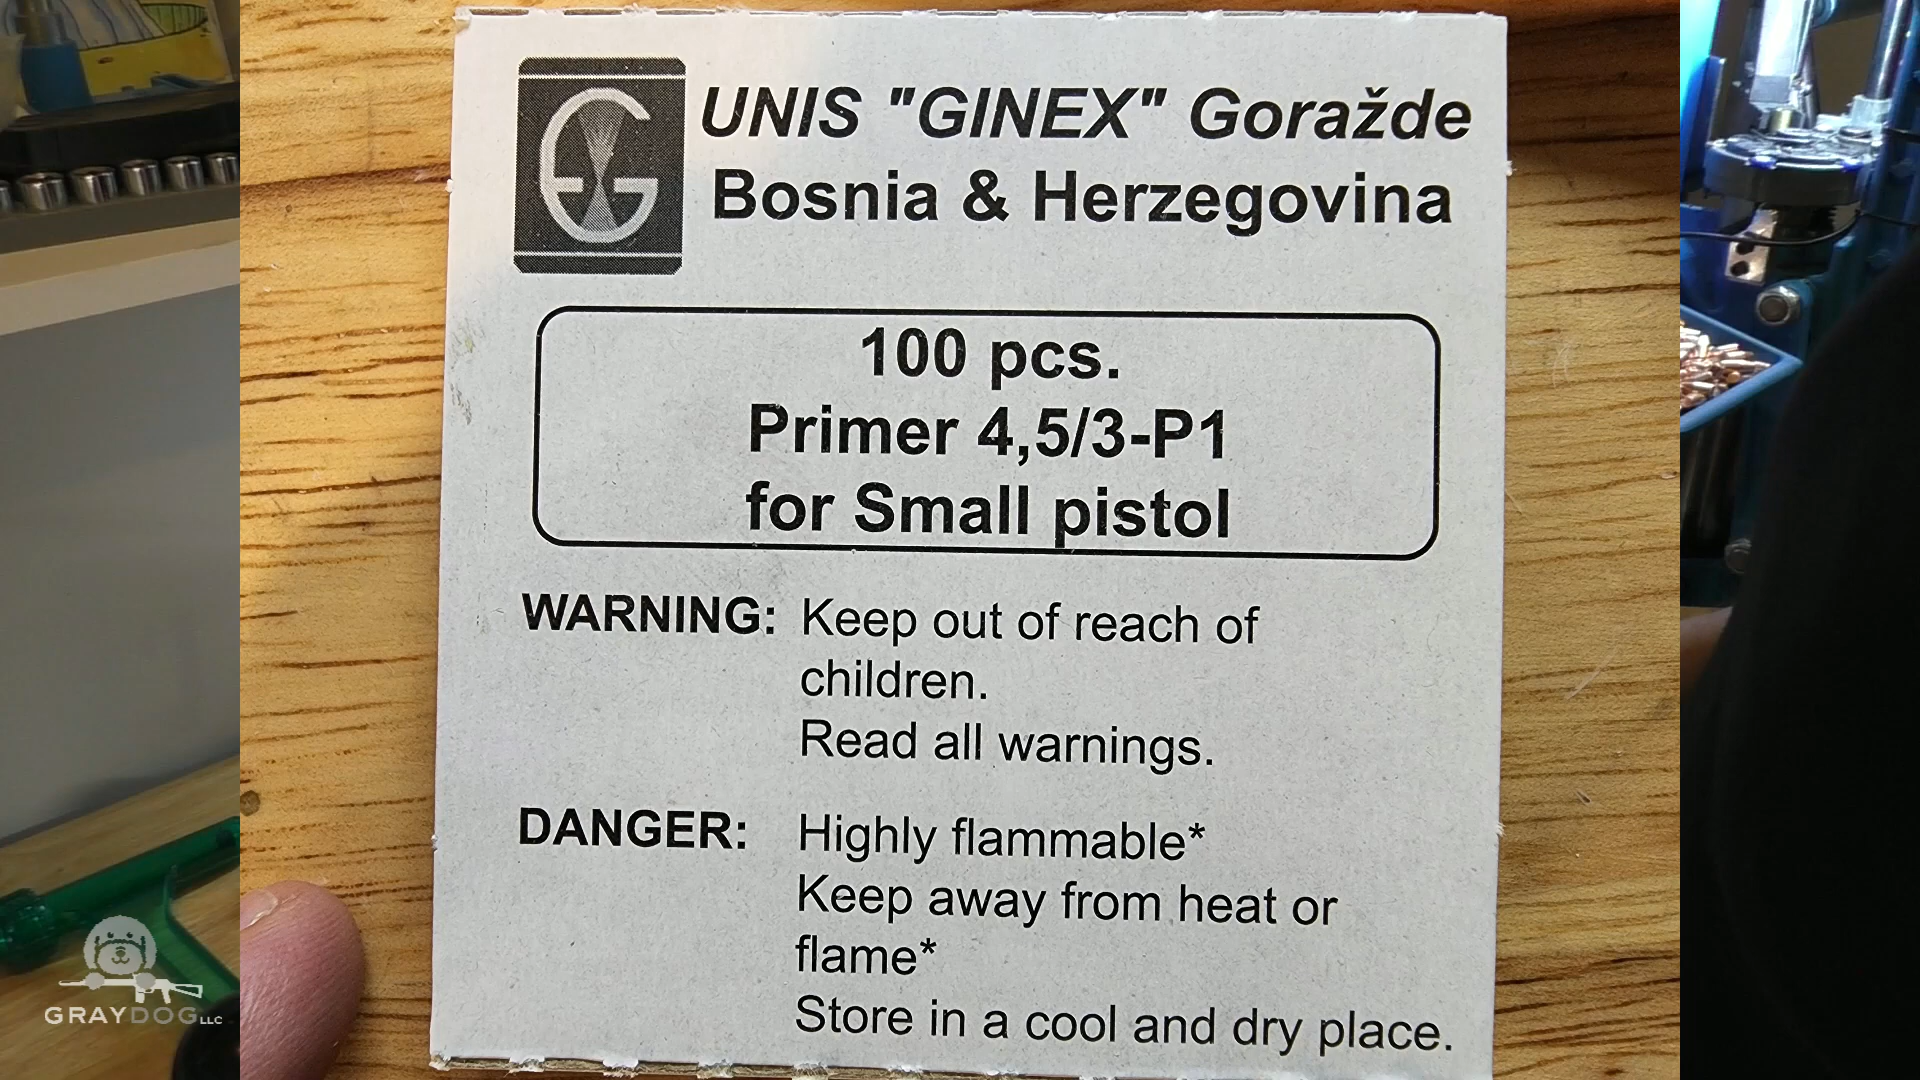 UNIS "GINEX" Goražde
Bosnia & Herzegovina
100 pcs.
Primer 4,5/3-P1
for Small pistol
WARNING: Keep out of reach of
children.
Read all warnings.
DANGER: Highly flammable*
Keep away from heat or
flame*
Store in a cool and dry place.
GRAYDOG LLC